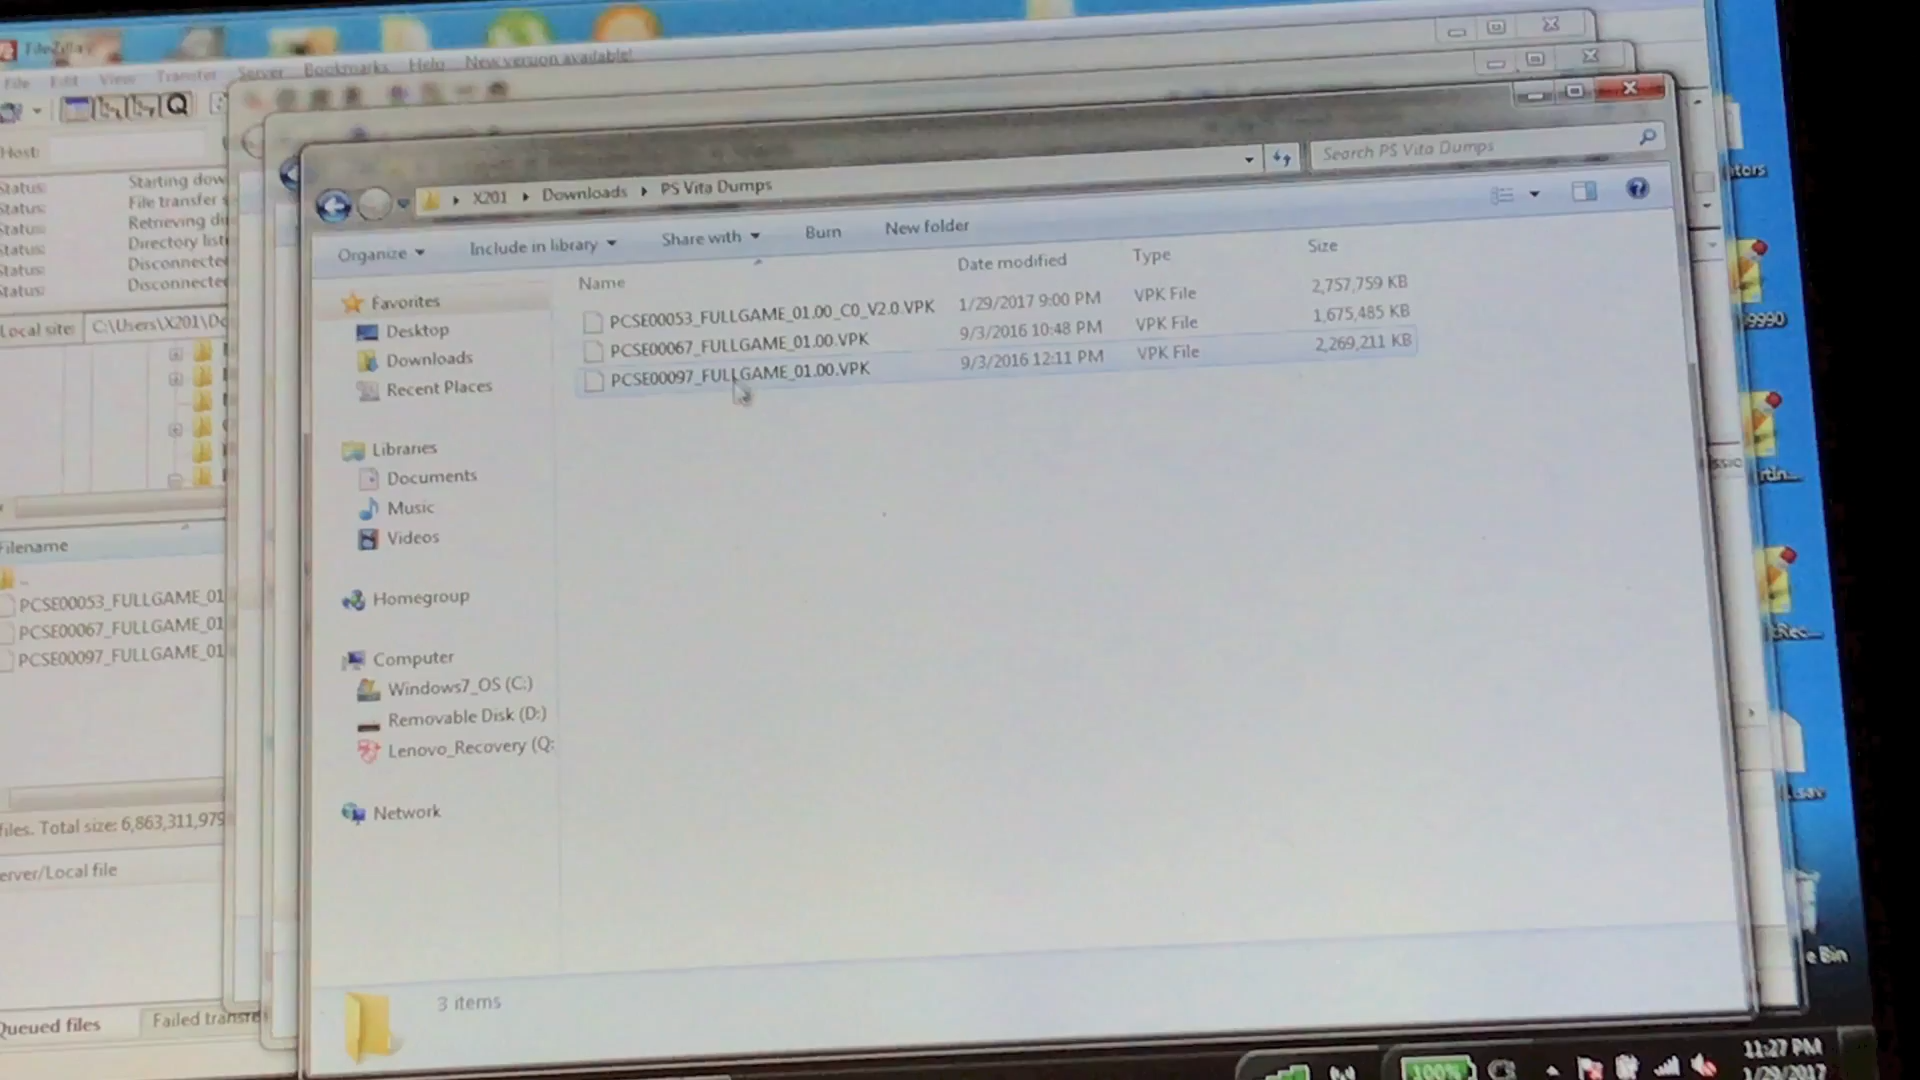 FileZilla
File Edit View Transfer Server Bookmarks Help New version available!
Host:
Status: Starting dow
Status: File transfer s
Status: Retrieving di
Status: Directory listi
Status: Disconnecte
Status: Disconnected
Local site: C:\Users\X201\Do
Filename
..
PCSE00053_FULLGAME_01
PCSE00067_FULLGAME_01
PCSE00097_FULLGAME_01
files. Total size: 6,863,311,979
erver/Local file
Queued files Failed transfe
X201 Downloads PS Vita Dumps
Search PS Vita Dumps
Organize Include in library Share with Burn New folder
Name Date modified Type Size
PCSE00053_FULLGAME_01.00_C0_V2.0.VPK 1/29/2017 9:00 PM VPK File 2,757,759 KB
PCSE00067_FULLGAME_01.00.VPK 9/3/2016 10:48 PM VPK File 1,675,485 KB
PCSE00097_FULLGAME_01.00.VPK 9/3/2016 12:11 PM VPK File 2,269,211 KB
Favorites
Desktop
Downloads
Recent Places
Libraries
Documents
Music
Videos
Homegroup
Computer
Windows7_OS (C:)
Removable Disk (D:)
Lenovo_Recovery (Q:
Network
3 items
9990
e Bin
100%
11:27 PM
1/29/2017